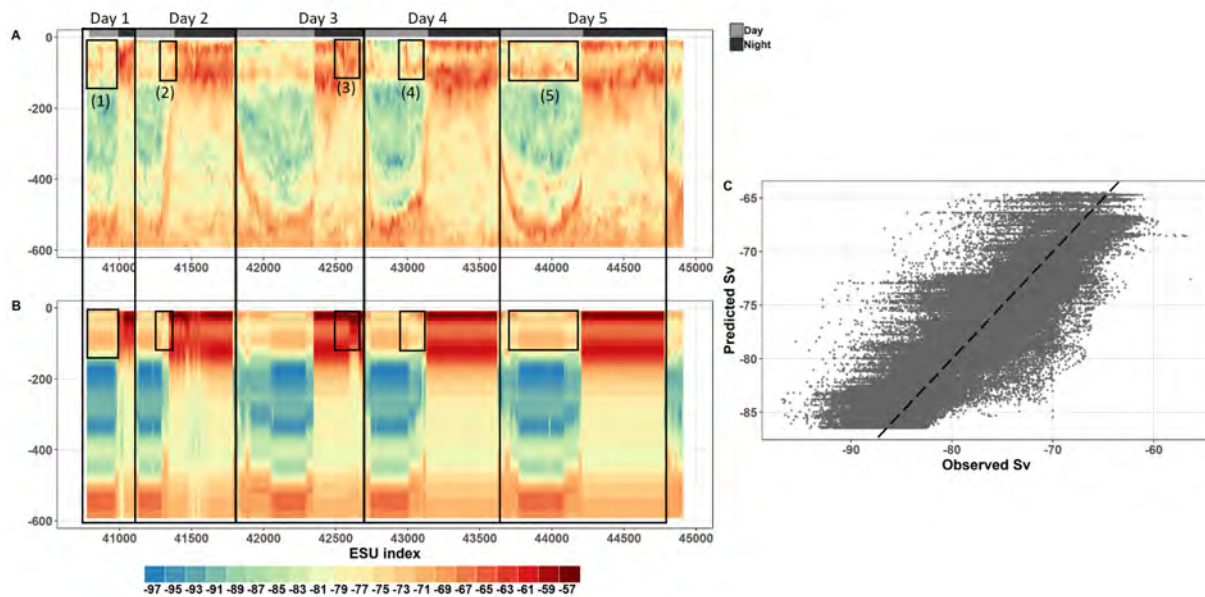 Day 1 Day 2 Day 3 Day 4 Day 5
Day
Night
A
0
-200
-400
-600
(1) (2) (3) (4) (5)
41000 41500 42000 42500 43000 43500 44000 44500 45000
B
0
-200
-400
-600
41000 41500 42000 42500 43000 43500 44000 44500 45000
ESU index
-97 -95 -93 -91 -89 -87 -85 -83 -81 -79 -77 -75 -73 -71 -69 -67 -65 -63 -61 -59 -57
C
Predicted Sv
-65
-70
-75
-80
-85
-90 -80 -70 -60
Observed Sv